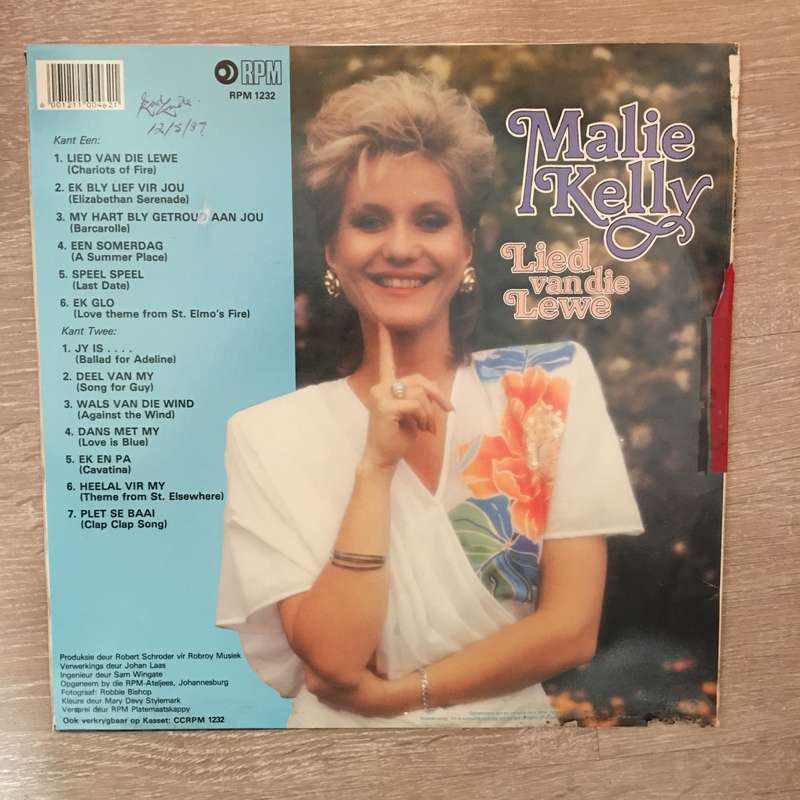 6 001211 004621
RPM
RPM 1232
12/5/87
Kant Een:
1. LIED VAN DIE LEWE
(Chariots of Fire)
2. EK BLY LIEF VIR JOU
(Elizabethan Serenade)
3. MY HART BLY GETROUD AAN JOU
(Barcarolle)
4. EEN SOMERDAG
(A Summer Place)
5. SPEEL SPEEL
(Last Date)
6. EK GLO
(Love theme from St. Elmo's Fire)
Kant Twee:
1. JY IS . . . .
(Ballad for Adeline)
2. DEEL VAN MY
(Song for Guy)
3. WALS VAN DIE WIND
(Against the Wind)
4. DANS MET MY
(Love is Blue)
5. EK EN PA
(Cavatina)
6. HEELAL VIR MY
(Theme from St. Elsewhere)
7. PLET SE BAAI
(Clap Clap Song)
Produksie deur Robert Schroder vir Robroy Musiek
Verwerkings deur Johan Laas
Ingenieur deur Sam Wingate
Opgeneem by die RPM-Ateljees, Johannesburg
Fotograaf: Robbie Bishop
Kleure deur Mary Devy Stylemark
Versprei deur RPM Platemaatskappy
Ook verkrygbaar op Kasset: CCRPM 1232
Malie
Kelly
Lied
van die
Lewe